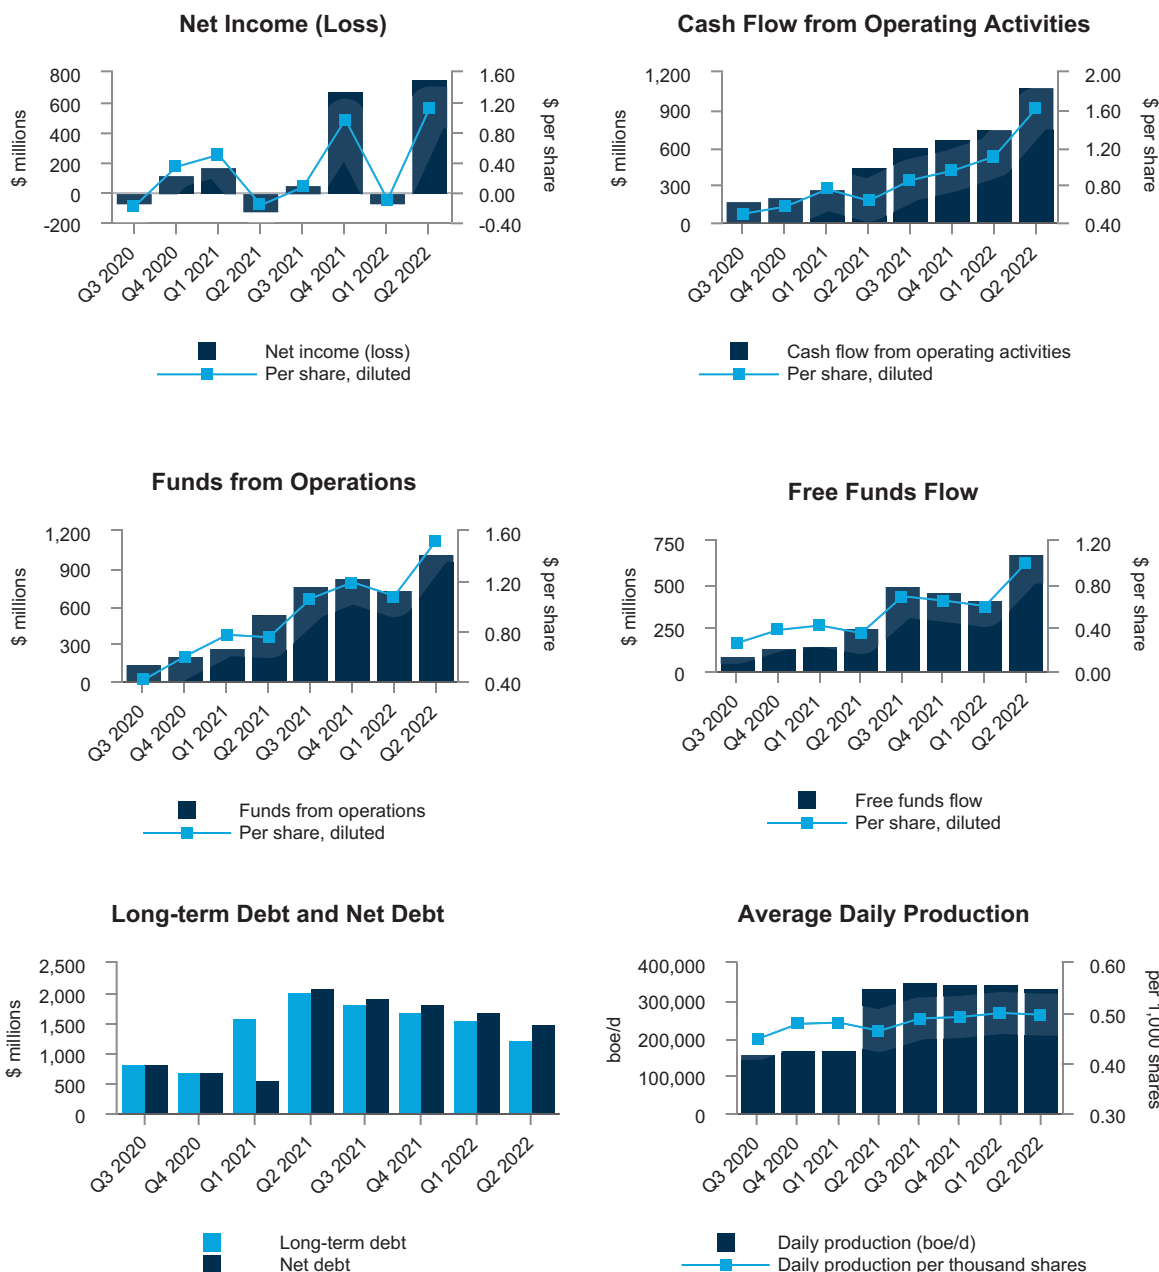 Net Income (Loss)
$ millions
800
600
400
200
0
-200
1.60
1.20
0.80
0.40
0.00
-0.40
$ per share
Q3 2020
Q4 2020
Q1 2021
Q2 2021
Q3 2021
Q4 2021
Q1 2022
Q2 2022
Net income (loss)
Per share, diluted
Cash Flow from Operating Activities
$ millions
1,200
900
600
300
0
2.00
1.60
1.20
0.80
0.40
$ per share
Q3 2020
Q4 2020
Q1 2021
Q2 2021
Q3 2021
Q4 2021
Q1 2022
Q2 2022
Cash flow from operating activities
Per share, diluted
Funds from Operations
$ millions
1,200
900
600
300
0
1.60
1.20
0.80
0.40
$ per share
Q3 2020
Q4 2020
Q1 2021
Q2 2021
Q3 2021
Q4 2021
Q1 2022
Q2 2022
Funds from operations
Per share, diluted
Free Funds Flow
$ millions
750
500
250
0
1.20
0.80
0.40
0.00
$ per share
Q3 2020
Q4 2020
Q1 2021
Q2 2021
Q3 2021
Q4 2021
Q1 2022
Q2 2022
Free funds flow
Per share, diluted
Long-term Debt and Net Debt
$ millions
2,500
2,000
1,500
1,000
500
0
Q3 2020
Q4 2020
Q1 2021
Q2 2021
Q3 2021
Q4 2021
Q1 2022
Q2 2022
Long-term debt
Net debt
Average Daily Production
boe/d
400,000
300,000
200,000
100,000
0
0.60
0.50
0.40
0.30
per 1,000 shares
Q3 2020
Q4 2020
Q1 2021
Q2 2021
Q3 2021
Q4 2021
Q1 2022
Q2 2022
Daily production (boe/d)
Daily production per thousand shares